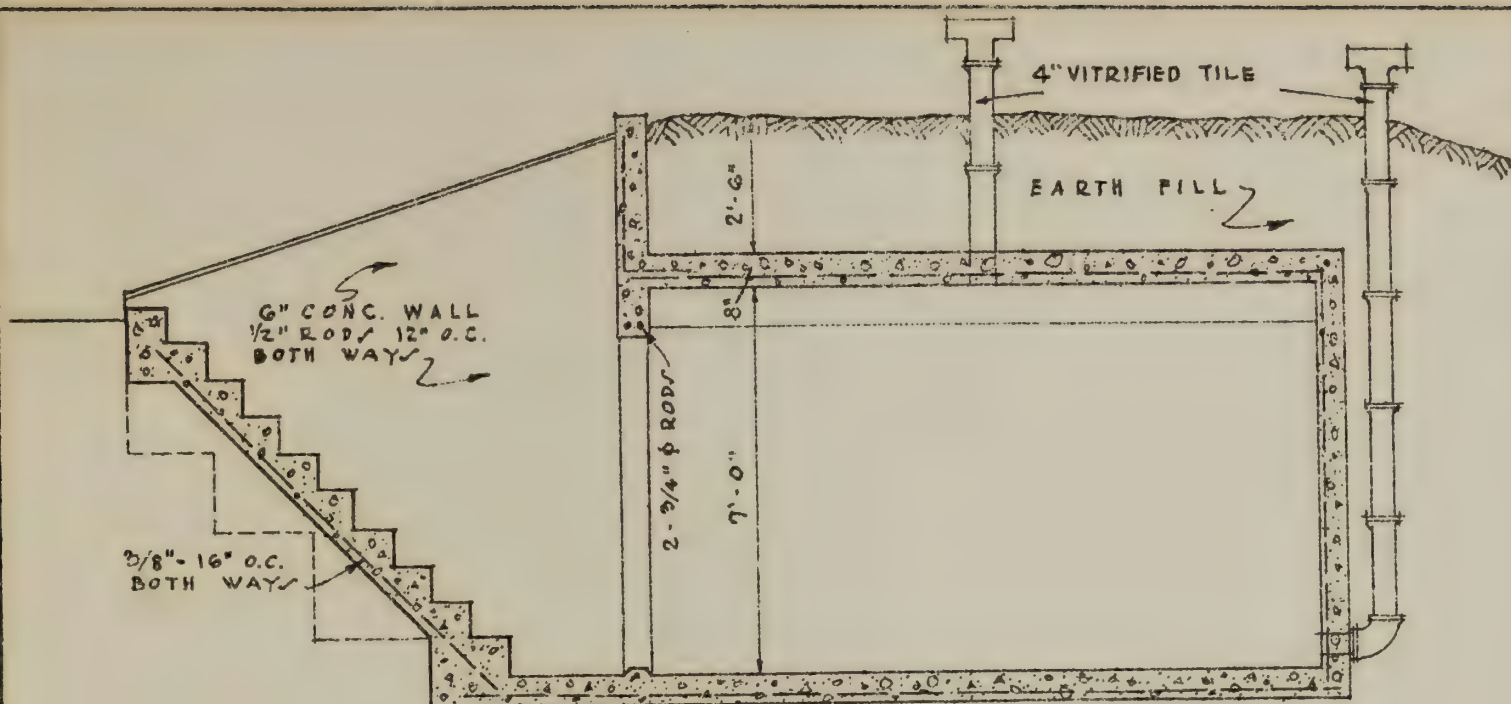 4" VITRIFIED TILE
2'-6"
EARTH FILL
6" CONC. WALL
1/2" RODS 12" O.C.
BOTH WAYS
8"
2 - 3/4" ϕ RODS
7'-0"
3/8" - 16" O.C.
BOTH WAYS